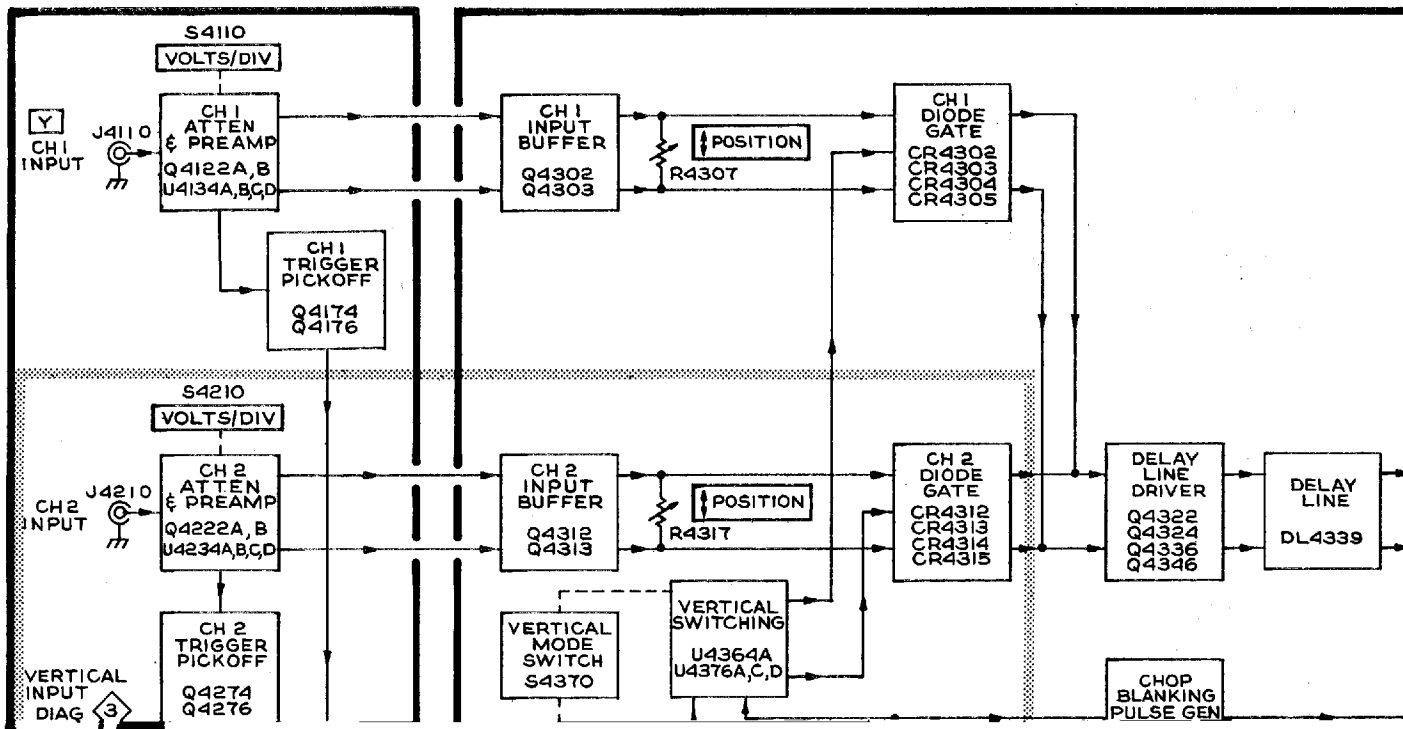 S4110
VOLTS/DIV
Y
CH 1
INPUT
J4110
CH 1
ATTEN
& PREAMP
Q4122A, B
U4134A, B,C,D
CH 1
TRIGGER
PICKOFF
Q4174
Q4176
CH 1
INPUT
BUFFER
Q4302
Q4303
POSITION
R4307
CH 1
DIODE
GATE
CR4302
CR4303
CR4304
CR4305
S4210
VOLTS/DIV
CH 2
INPUT
J4210
CH 2
ATTEN
& PREAMP
Q4222A, B
U4234A,B,C,D
CH 2
TRIGGER
PICKOFF
Q4274
Q4276
VERTICAL
INPUT
DIAG 3
CH 2
INPUT
BUFFER
Q4312
Q4313
POSITION
R4317
CH 2
DIODE
GATE
CR4312
CR4313
CR4314
CR4315
DELAY
LINE
DRIVER
Q4322
Q4324
Q4336
Q4346
DELAY
LINE
DL4339
VERTICAL
MODE
SWITCH
S4370
VERTICAL
SWITCHING
U4364A
U4376A,C,D
CHOP
BLANKING
PULSE GEN